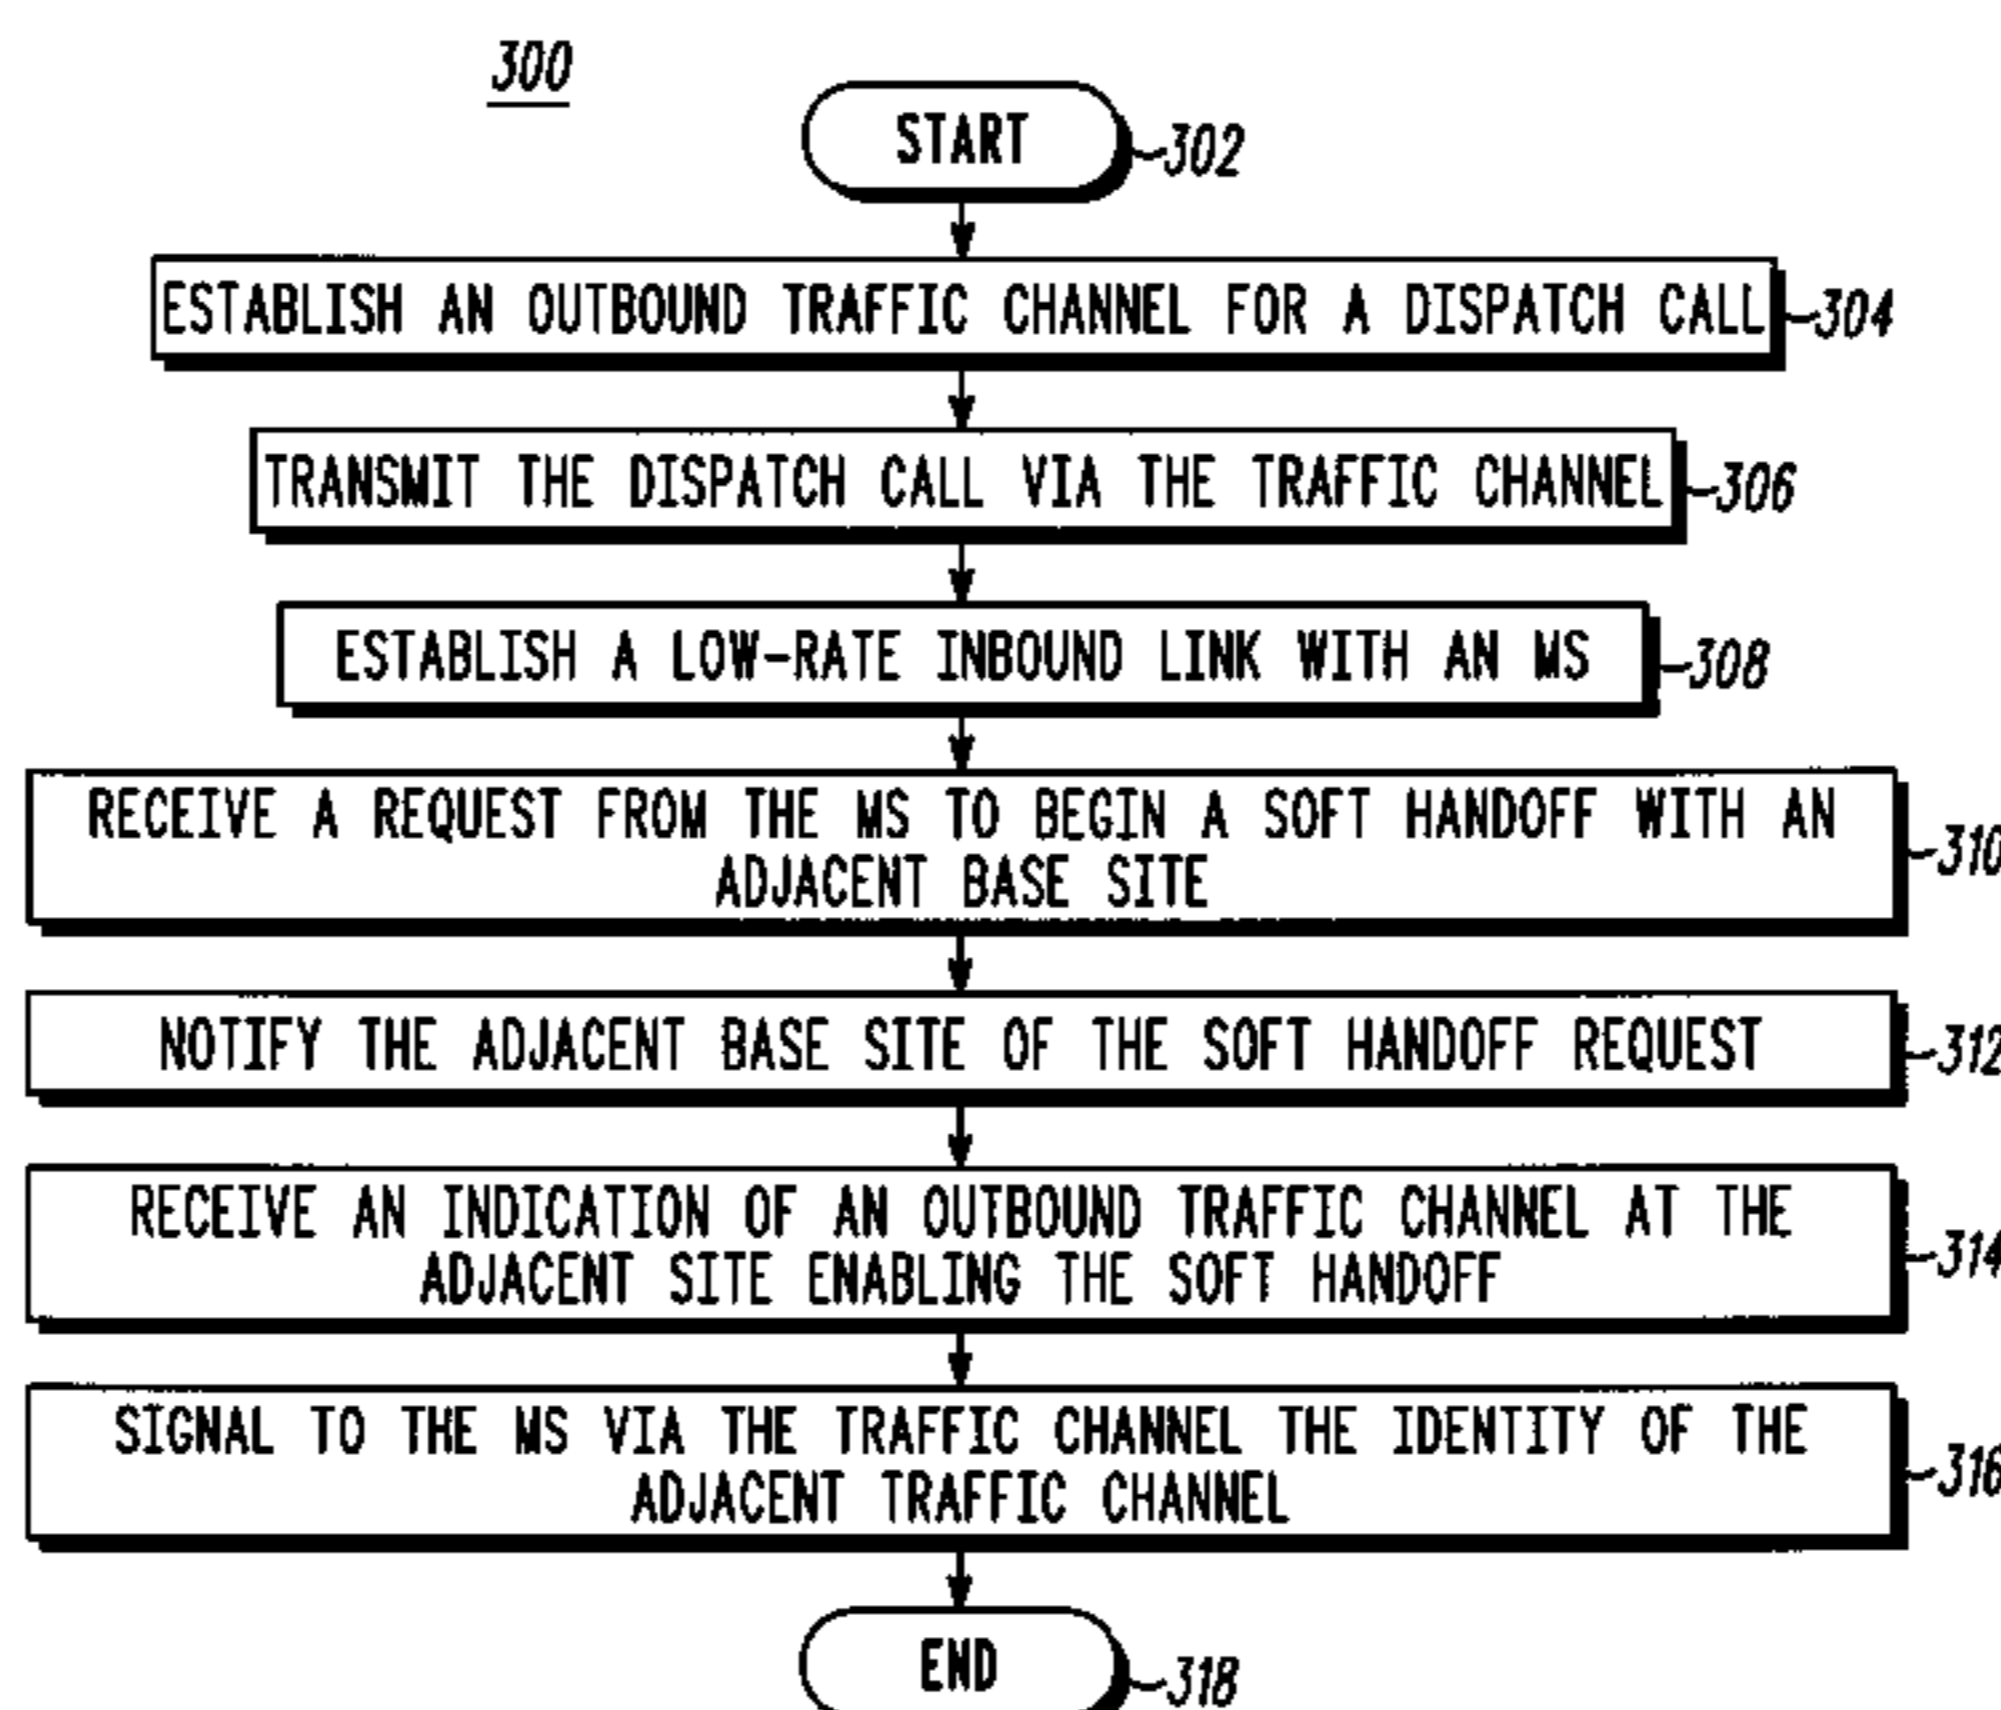 300
START
302
ESTABLISH AN OUTBOUND TRAFFIC CHANNEL FOR A DISPATCH CALL
304
TRANSMIT THE DISPATCH CALL VIA THE TRAFFIC CHANNEL
306
ESTABLISH A LOW-RATE INBOUND LINK WITH AN MS
308
RECEIVE A REQUEST FROM THE MS TO BEGIN A SOFT HANDOFF WITH AN
ADJACENT BASE SITE
310
NOTIFY THE ADJACENT BASE SITE OF THE SOFT HANDOFF REQUEST
312
RECEIVE AN INDICATION OF AN OUTBOUND TRAFFIC CHANNEL AT THE
ADJACENT SITE ENABLING THE SOFT HANDOFF
314
SIGNAL TO THE MS VIA THE TRAFFIC CHANNEL THE IDENTITY OF THE
ADJACENT TRAFFIC CHANNEL
316
END
318